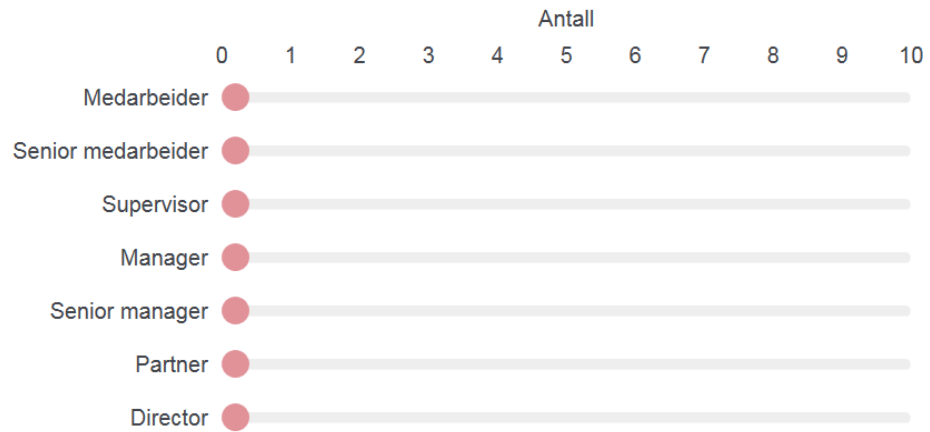 Antall
0 1 2 3 4 5 6 7 8 9 10
Medarbeider
Senior medarbeider
Supervisor
Manager
Senior manager
Partner
Director